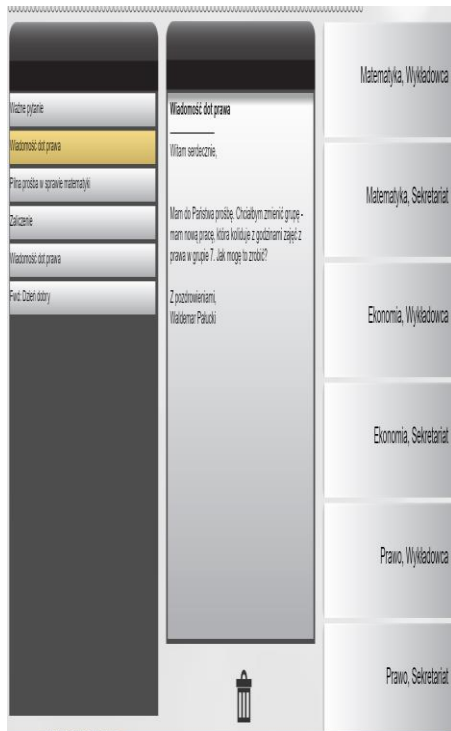 Ważne pytanie
Wiadomość dot prawa
Pilna prośba w sprawie matematyki
Zaliczenie
Wiadomość dot prawa
Fwd: Dzień dobry
Wiadomość dot prawa
Witam serdecznie,
Mam do Państwa prośbę. Chciałbym zmienić grupę -
mam nową pracę, która koliduje z godzinami zajęć z
prawa w grupie 7. Jak mogę to zrobić?
Z pozdrowieniami,
Waldemar Pałucki
Matematyka, Wykładowca
Matematyka, Sekretariat
Ekonomia, Wykładowca
Ekonomia, Sekretariat
Prawo, Wykładowca
Prawo, Sekretariat